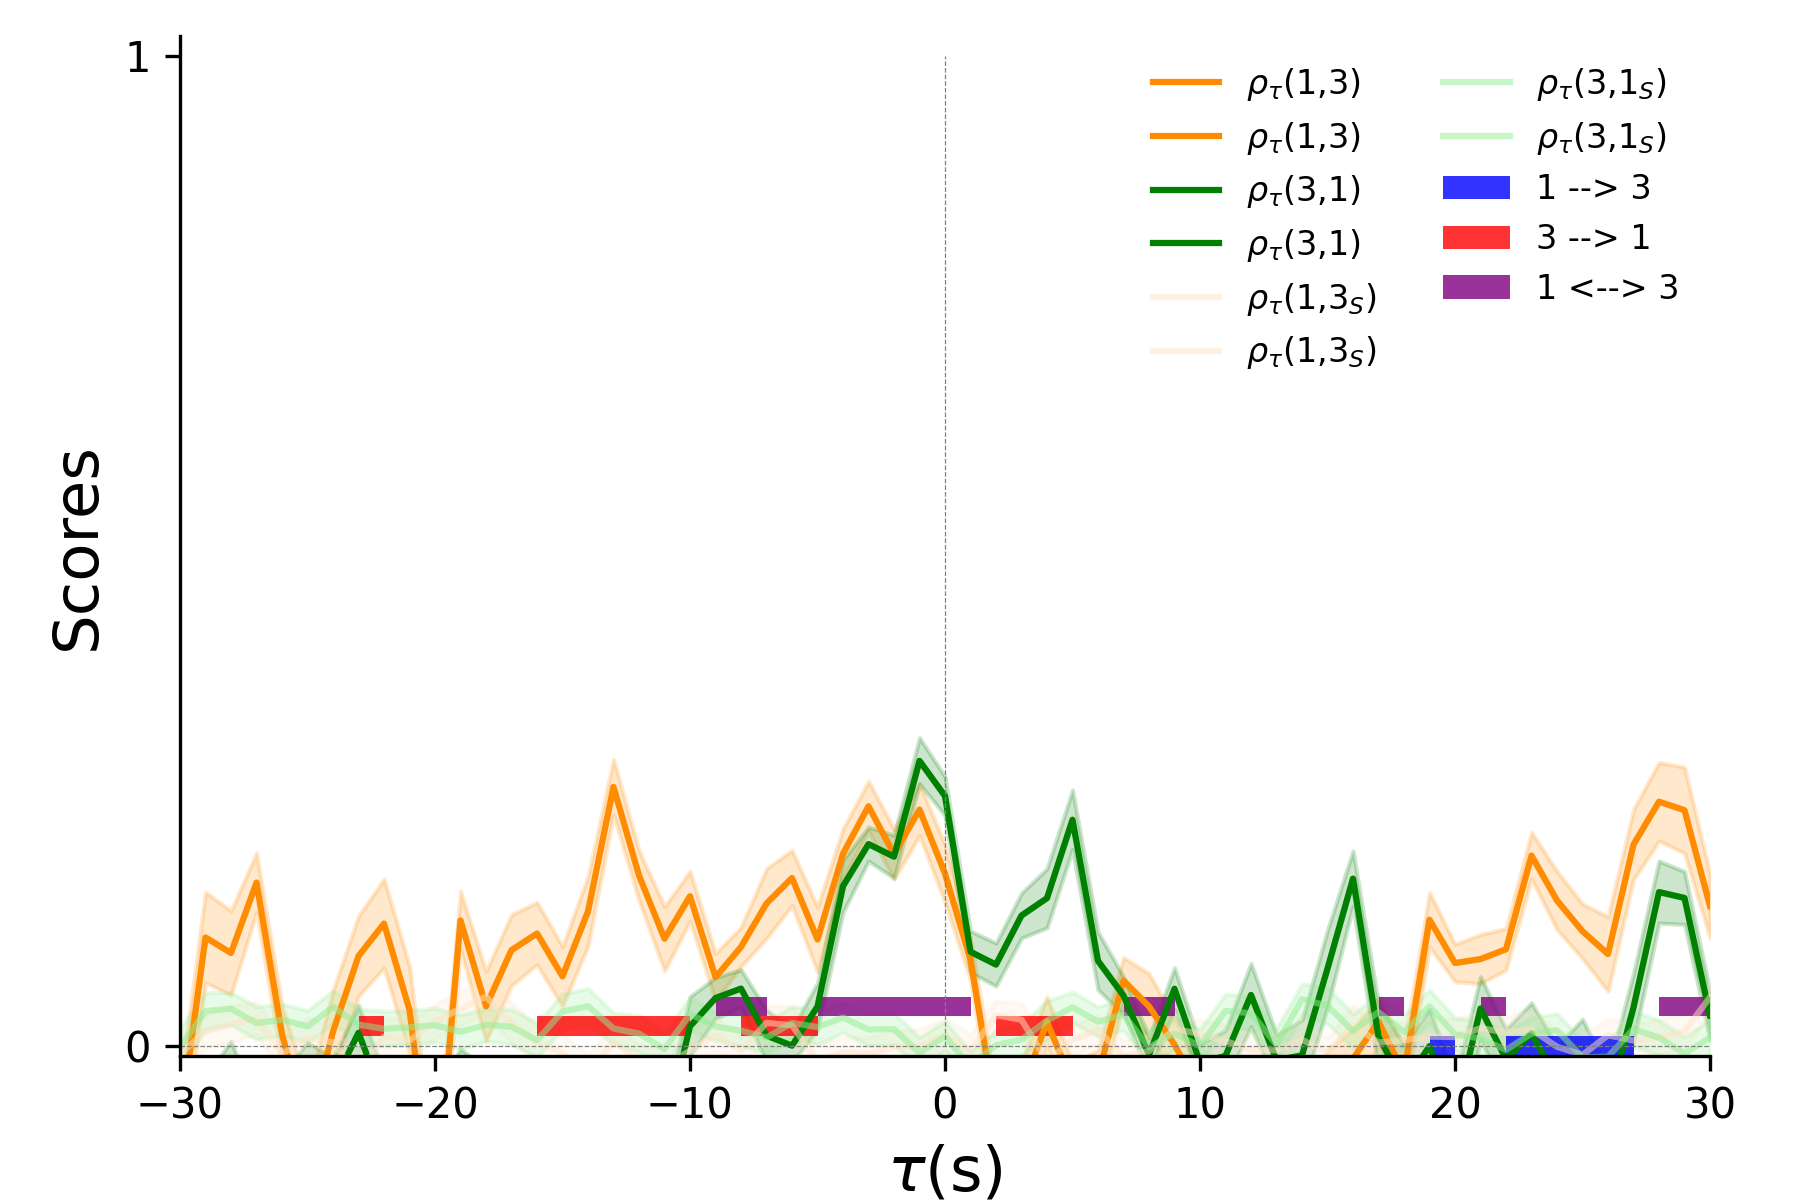 1
Scores
0
ρτ(1,3)
ρτ(1,3)
ρτ(3,1)
ρτ(3,1)
ρτ(1,3S)
ρτ(1,3S)
ρτ(3,1S)
ρτ(3,1S)
1 --> 3
3 --> 1
1 <--> 3
−30 −20 −10 0 10 20 30
τ(s)